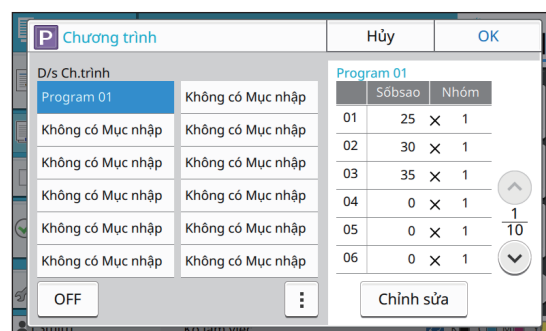 P Chương trình
Hủy
OK
D/s Ch.trình
Program 01
Không có Mục nhập
Không có Mục nhập
Không có Mục nhập
Không có Mục nhập
Không có Mục nhập
Không có Mục nhập
Không có Mục nhập
Không có Mục nhập
Không có Mục nhập
Không có Mục nhập
Không có Mục nhập
OFF
Program 01
Sốbsao Nhóm
01 25 × 1
02 30 × 1
03 35 × 1
04 0 × 1
05 0 × 1
06 0 × 1
1
10
Chỉnh sửa